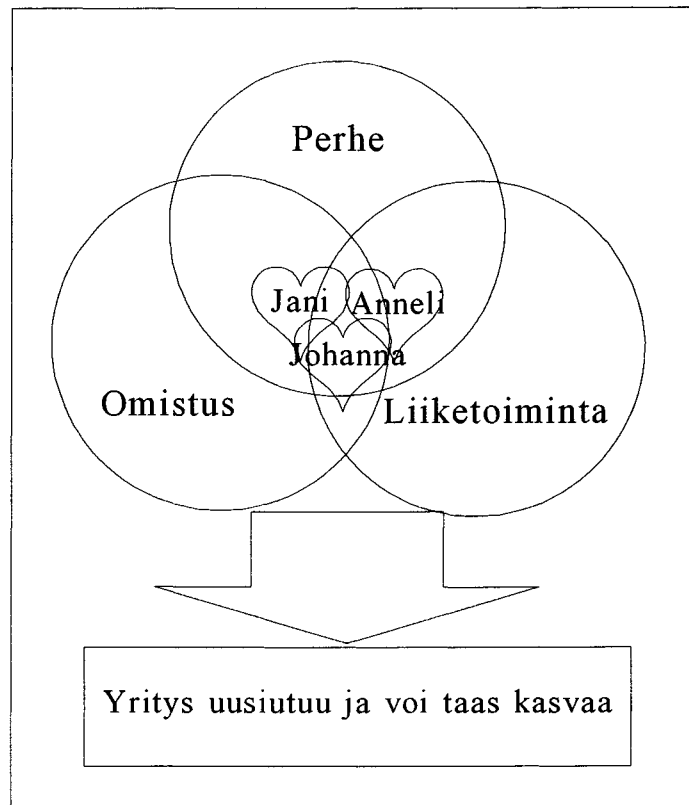 Perhe
Jani Anneli
Johanna
Omistus
Liiketoiminta
Yritys uusiutuu ja voi taas kasvaa